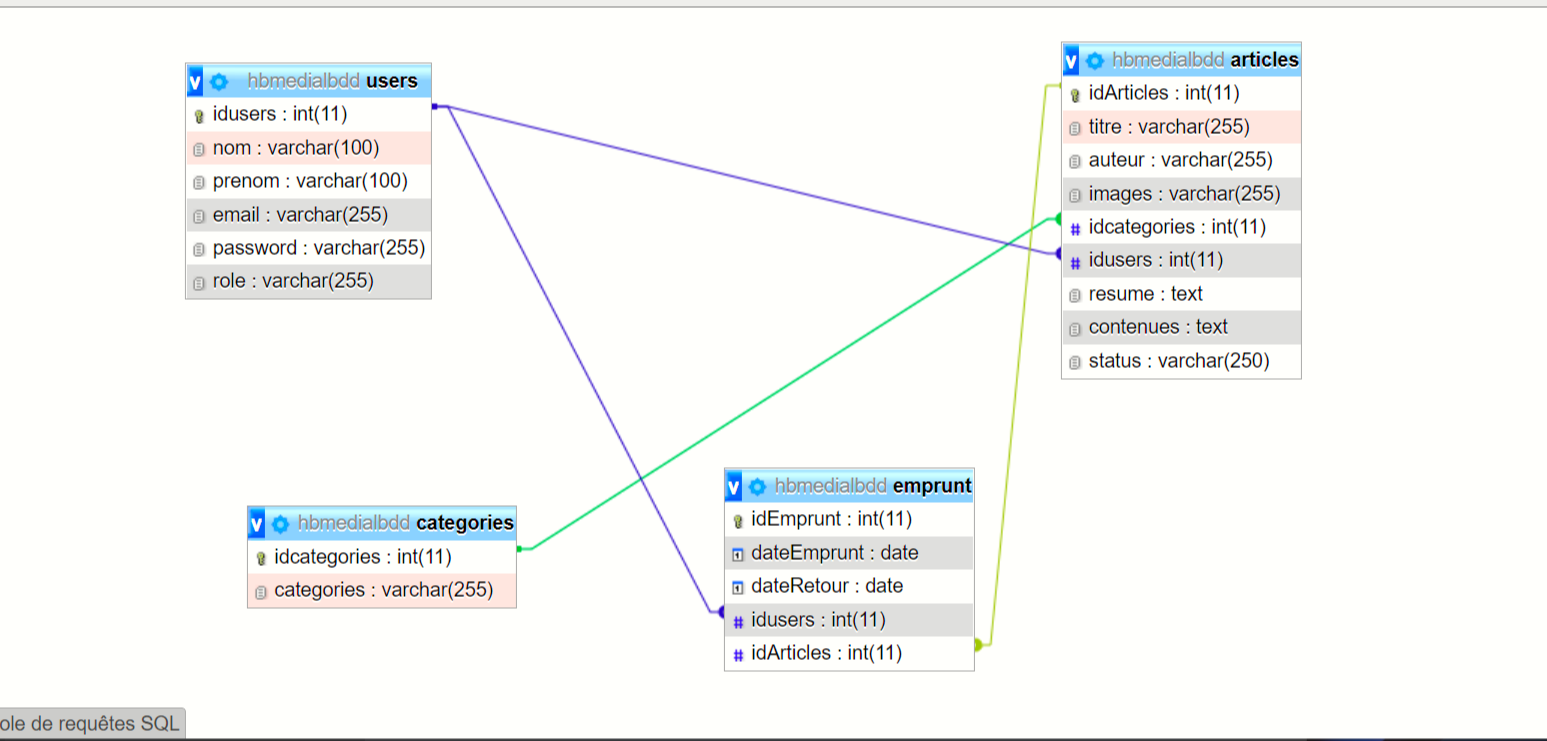 hbmedialbdd users
idusers : int(11)
nom : varchar(100)
prenom : varchar(100)
email : varchar(255)
password : varchar(255)
role : varchar(255)
hbmedialbdd articles
idArticles : int(11)
titre : varchar(255)
auteur : varchar(255)
images : varchar(255)
idcategories : int(11)
idusers : int(11)
resume : text
contenues : text
status : varchar(250)
hbmedialbdd categories
idcategories : int(11)
categories : varchar(255)
hbmedialbdd emprunt
idEmprunt : int(11)
dateEmprunt : date
dateRetour : date
idusers : int(11)
idArticles : int(11)
ole de requêtes SQL